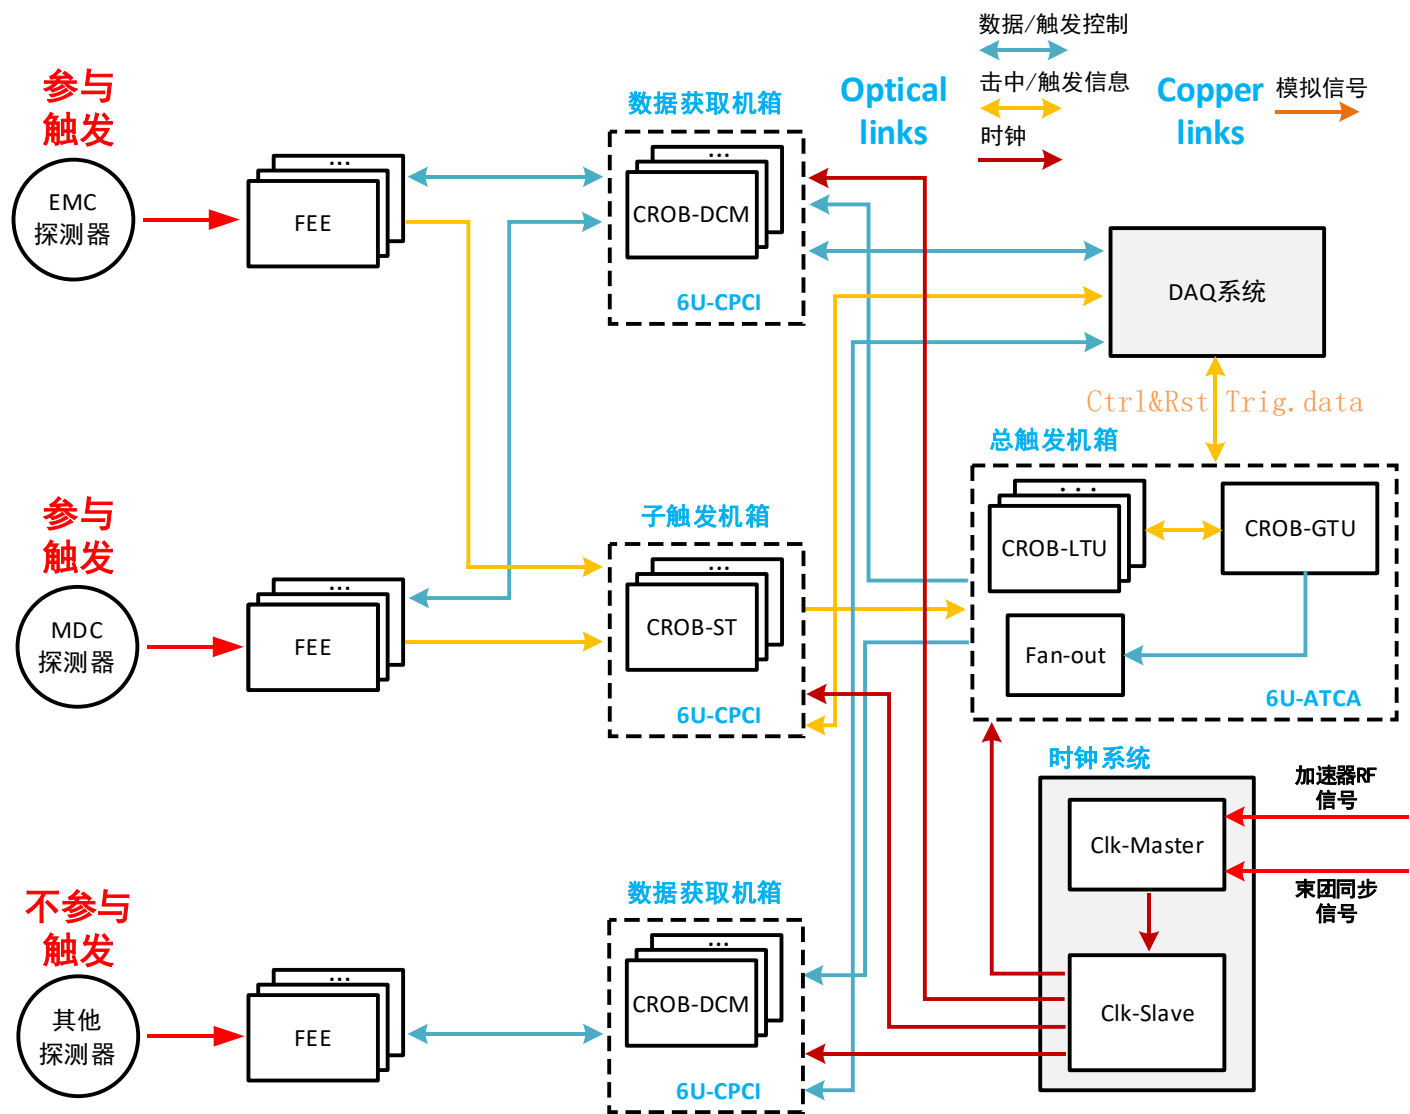 数据/触发控制
击中/触发信息
时钟
Optical
links
Copper
links
模拟信号
参与
触发
EMC
探测器
...
FEE
数据获取机箱
...
CROB-DCM
6U-CPCI
DAQ系统
Ctrl&Rst Trig.data
总触发机箱
...
CROB-LTU
CROB-GTU
Fan-out
6U-ATCA
参与
触发
MDC
探测器
...
FEE
子触发机箱
...
CROB-ST
6U-CPCI
时钟系统
Clk-Master
Clk-Slave
加速器RF
信号
束团同步
信号
不参与
触发
其他
探测器
...
FEE
数据获取机箱
...
CROB-DCM
6U-CPCI